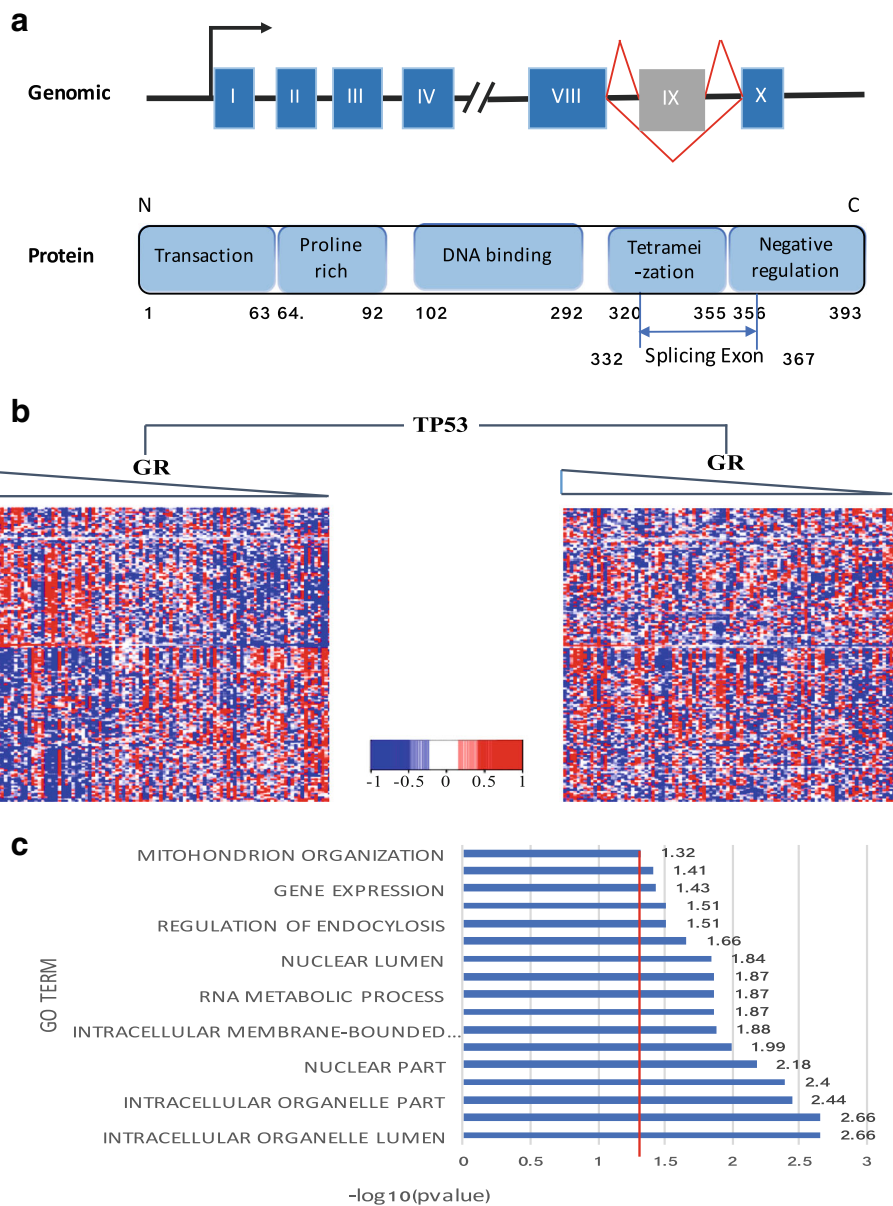 a
Genomic
I II III IV VIII IX X
N C
Protein
Transaction
Proline
rich
DNA binding
Tetramei
-zation
Negative
regulation
1 63 64. 92 102 292 320 355 356 393
332 Splicing Exon 367
b
TP53
GR GR
-1 -0.5 0 0.5 1
c
GO TERM
MITOHONDRION ORGANIZATION 1.32
1.41
GENE EXPRESSION 1.43
1.51
REGULATION OF ENDOCYLOSIS 1.51
1.66
NUCLEAR LUMEN 1.84
1.87
RNA METABOLIC PROCESS 1.87
1.87
INTRACELLULAR MEMBRANE-BOUNDED... 1.88
1.99
NUCLEAR PART 2.18
2.4
INTRACELLULAR ORGANELLE PART 2.44
2.66
INTRACELLULAR ORGANELLE LUMEN 2.66
0 0.5 1 1.5 2 2.5 3
-log10(pvalue)